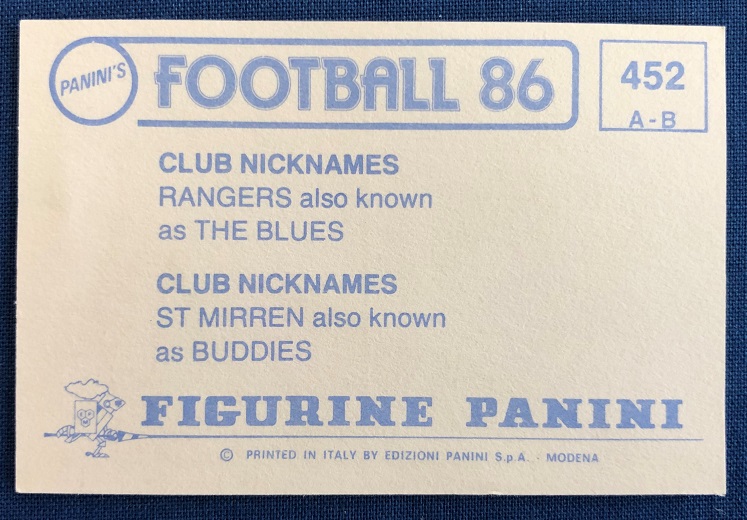 PANINI'S FOOTBALL 86 452
A-B
CLUB NICKNAMES
RANGERS also known
as THE BLUES
CLUB NICKNAMES
ST MIRREN also known
as BUDDIES
FIGURINE PANINI
© PRINTED IN ITALY BY EDIZIONI PANINI S.p.A. - MODENA